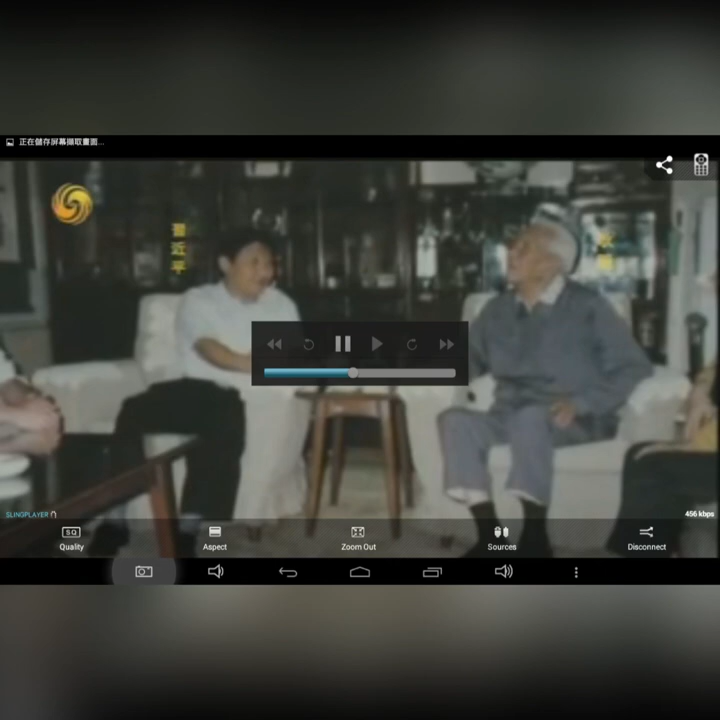 正在儲存屏幕擷取畫面...
習近平
SLINGPLAYER
456 kbps
SQ
Quality
Aspect
Zoom Out
Sources
Disconnect